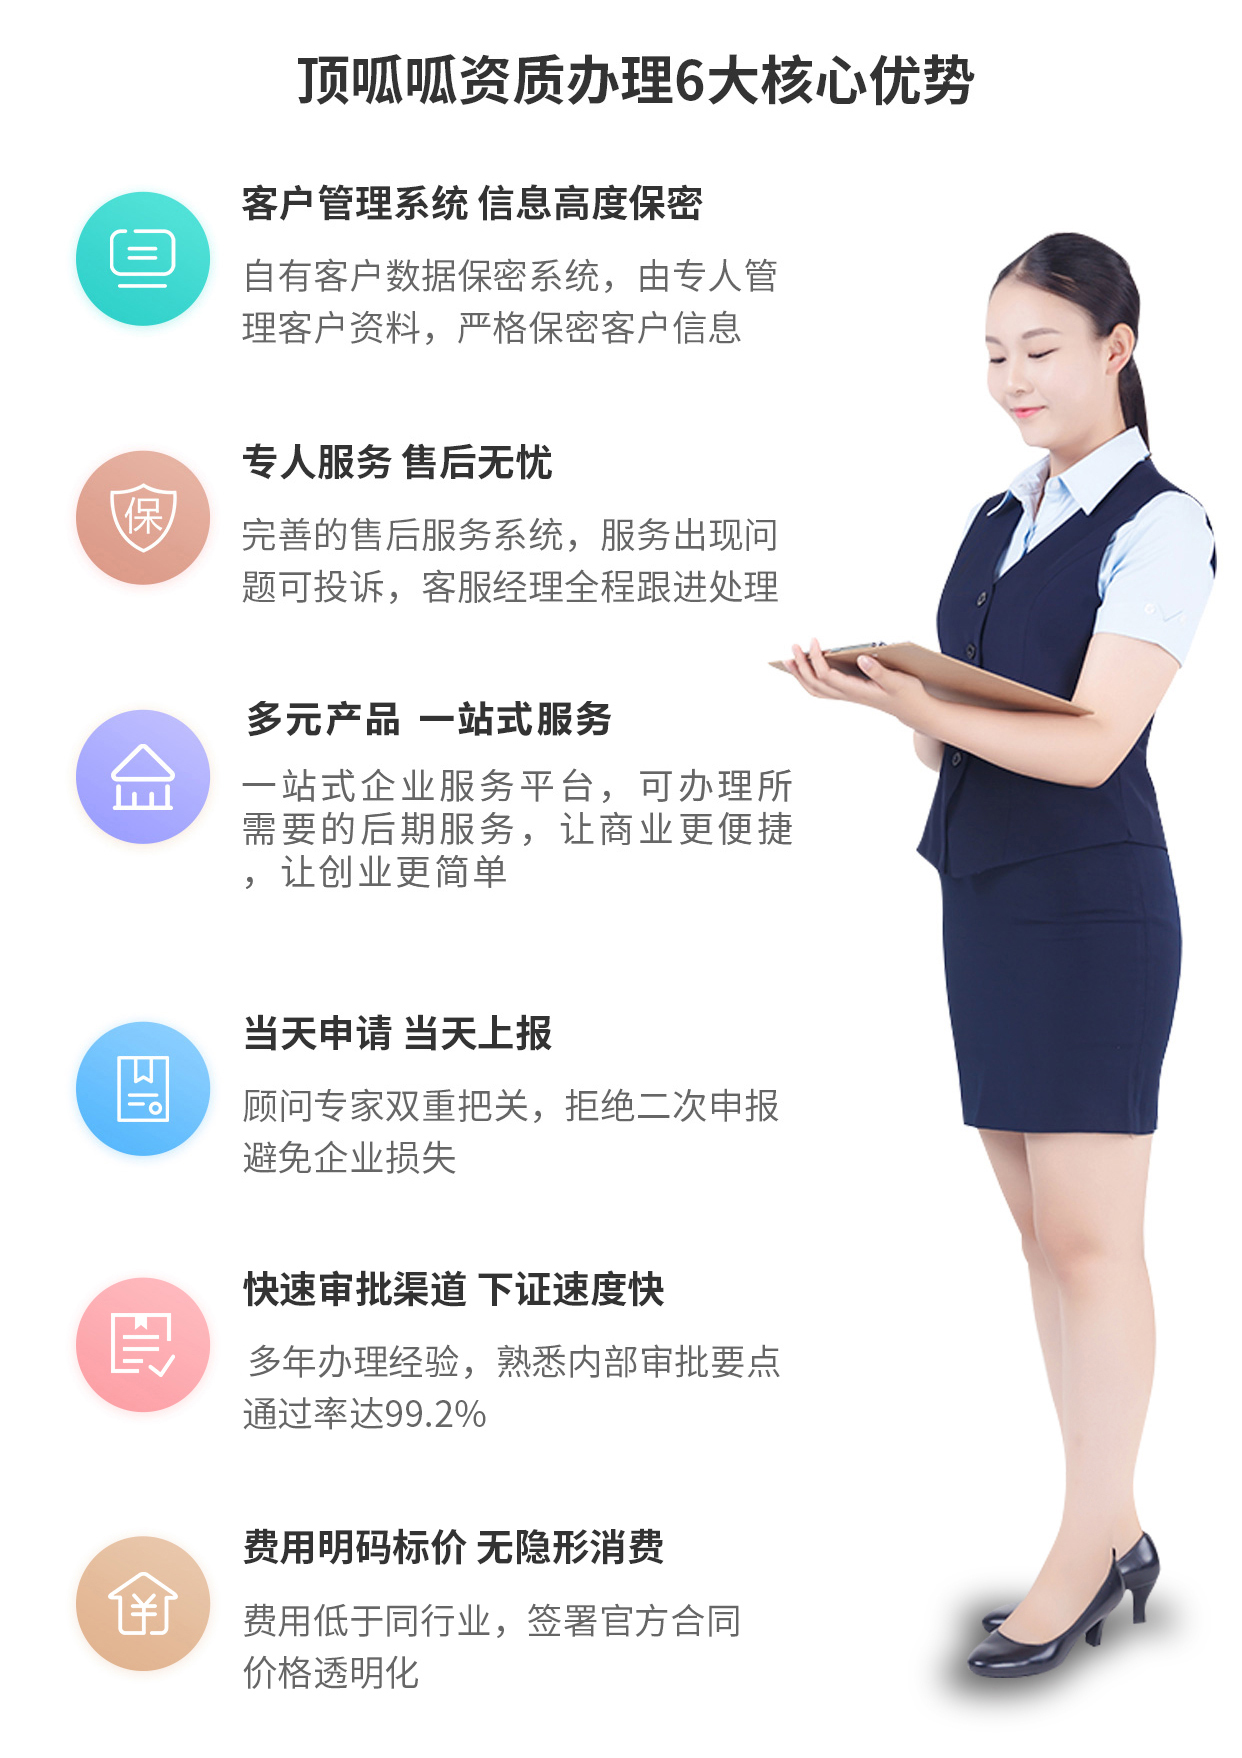 顶呱呱资质办理6大核心优势
客户管理系统 信息高度保密
自有客户数据保密系统，由专人管
理客户资料，严格保密客户信息
专人服务 售后无忧
保
完善的售后服务系统，服务出现问
题可投诉，客服经理全程跟进处理
多元产品 一站式服务
一站式企业服务平台，可办理所
需要的后期服务，让商业更便捷
，让创业更简单
当天申请 当天上报
顾问专家双重把关，拒绝二次申报
避免企业损失
快速审批渠道 下证速度快
多年办理经验，熟悉内部审批要点
通过率达99.2%
费用明码标价 无隐形消费
¥
费用低于同行业，签署官方合同
价格透明化